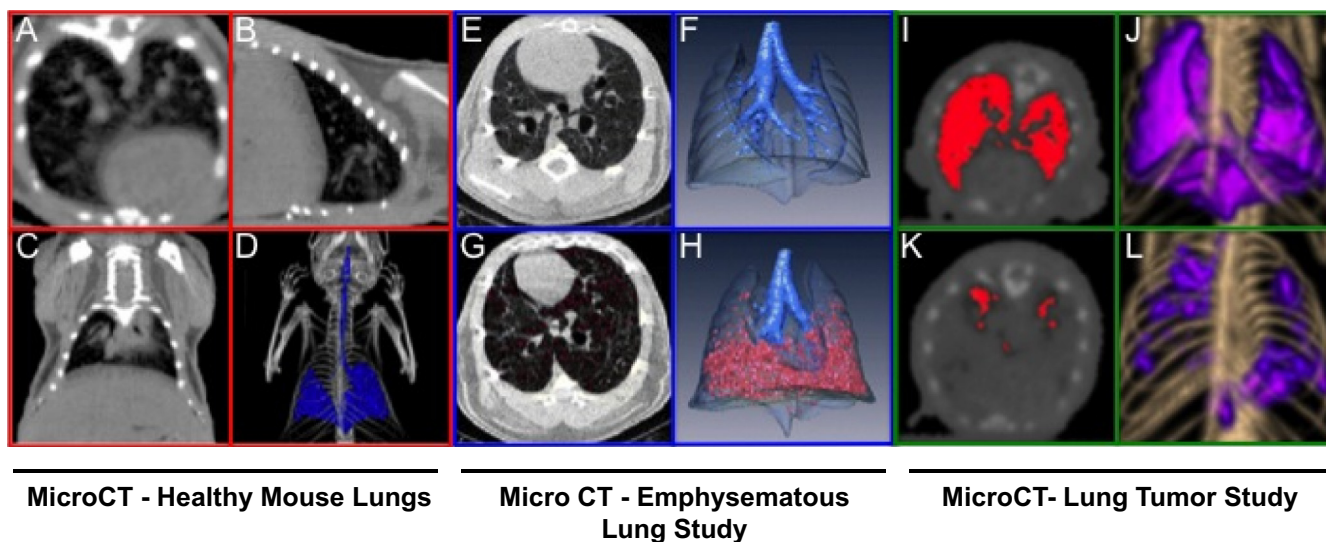 A
B
E
F
I
J
C
D
G
H
K
L
MicroCT - Healthy Mouse Lungs
Micro CT - Emphysematous
Lung Study
MicroCT- Lung Tumor Study